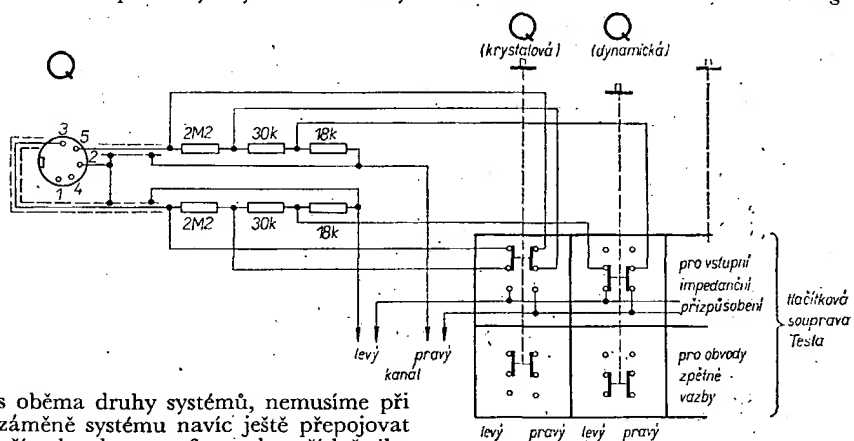 Q
(krystalová)
Q
(dynamická)
Q
3
5
2
4
1
2M2
30k
18k
2M2
30k
18k
pro vstupní
impedanční
přizpůsobení
tlačítková
souprava
Tesla
levý
pravý
kanál
pro obvody
zpětné
vazby
levý
pravý
levý
pravý
s oběma druhy systémů, nemusíme při
záměně systému navíc ještě přepojovat